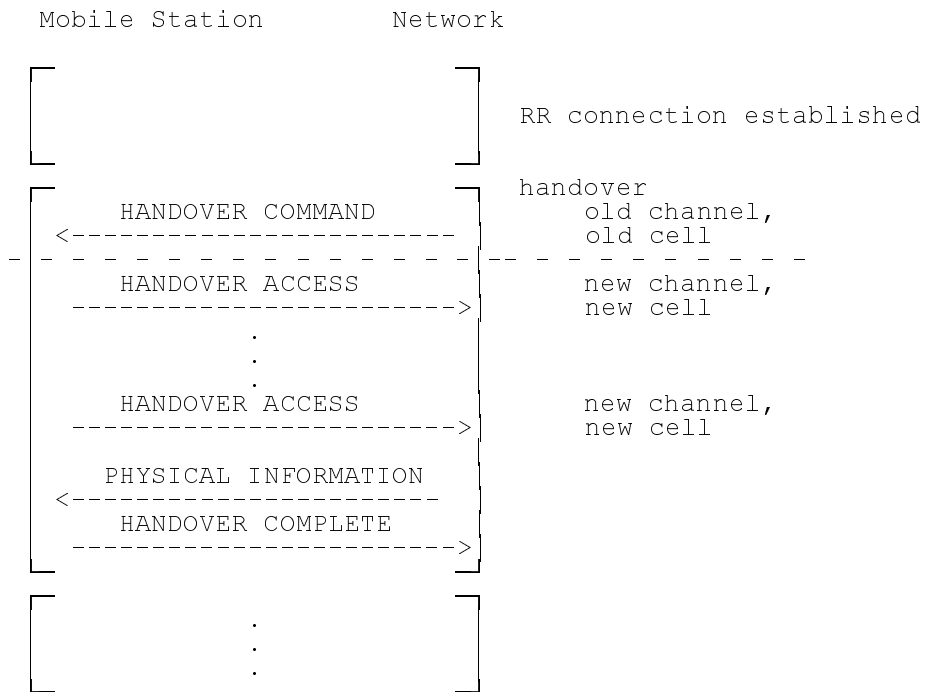 Mobile Station Network
RR connection established
handover
HANDOVER COMMAND old channel,
<------------------------ old cell
HANDOVER ACCESS new channel,
------------------------> new cell
.
.
.
HANDOVER ACCESS new channel,
------------------------> new cell
PHYSICAL INFORMATION
<-----------------------
HANDOVER COMPLETE
------------------------>
.
.
.